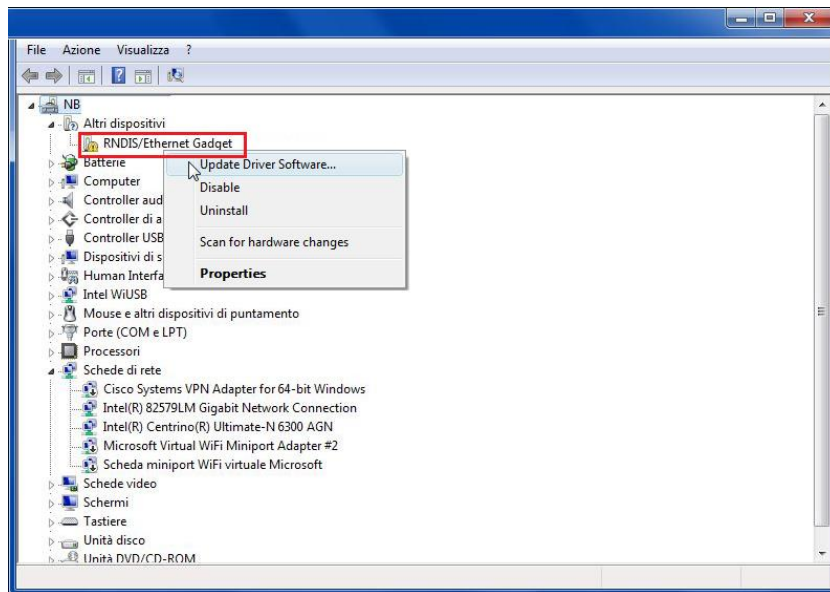 File Azione Visualizza ?
NB
Altri dispositivi
RNDIS/Ethernet Gadget
Batterie
Update Driver Software...
Computer
Disable
Controller aud
Controller di a
Uninstall
Controller USB
Scan for hardware changes
Dispositivi di s
Human Interfa
Properties
Intel WiUSB
Mouse e altri dispositivi di puntamento
Porte (COM e LPT)
Processori
Schede di rete
Cisco Systems VPN Adapter for 64-bit Windows
Intel(R) 82579LM Gigabit Network Connection
Intel(R) Centrino(R) Ultimate-N 6300 AGN
Microsoft Virtual WiFi Miniport Adapter #2
Scheda miniport WiFi virtuale Microsoft
Schede video
Schermi
Tastiere
Unità disco
Unità DVD/CD-ROM